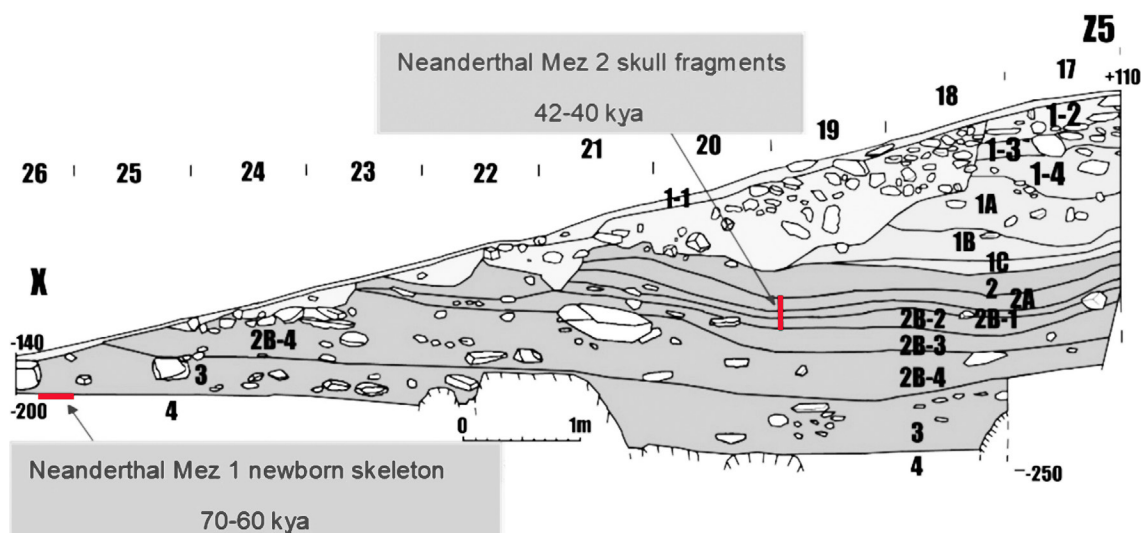 Z5
Neanderthal Mez 2 skull fragments
42-40 kya
17
+110
18
19
20
21
22
23
24
25
26
1-2
1-3
1-4
1-1
1A
1B
1C
2
2A
2B-1
2B-2
2B-3
2B-4
X
-140
2B-4
3
-200
4
0
1m
3
4
-250
Neanderthal Mez 1 newborn skeleton
70-60 kya